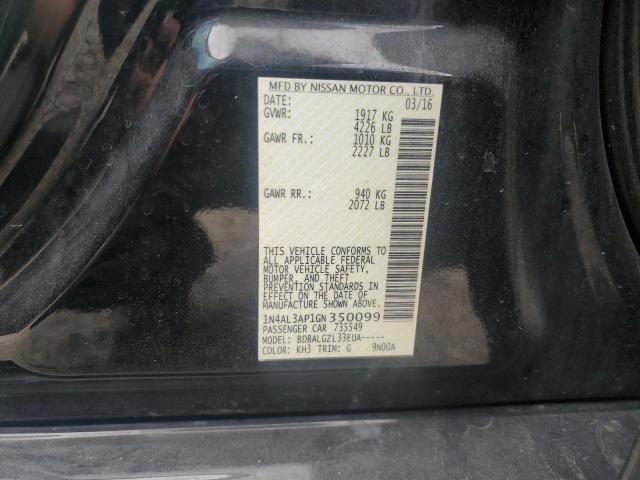 MFD BY NISSAN MOTOR CO., LTD.
DATE: 03/16
GVWR: 1917 KG
4226 LB
GAWR FR.: 1010 KG
2227 LB
GAWR RR.: 940 KG
2072 LB
THIS VEHICLE CONFORMS TO
ALL APPLICABLE FEDERAL
MOTOR VEHICLE SAFETY,
BUMPER, AND THEFT
PREVENTION STANDARDS IN
EFFECT ON THE DATE OF
MANUFACTURE SHOWN ABOVE.
1N4AL3AP1GN350099
PASSENGER CAR 735549
MODEL: BDBALGZL33EUA-----
COLOR: KH3 TRIM: G 9N00A